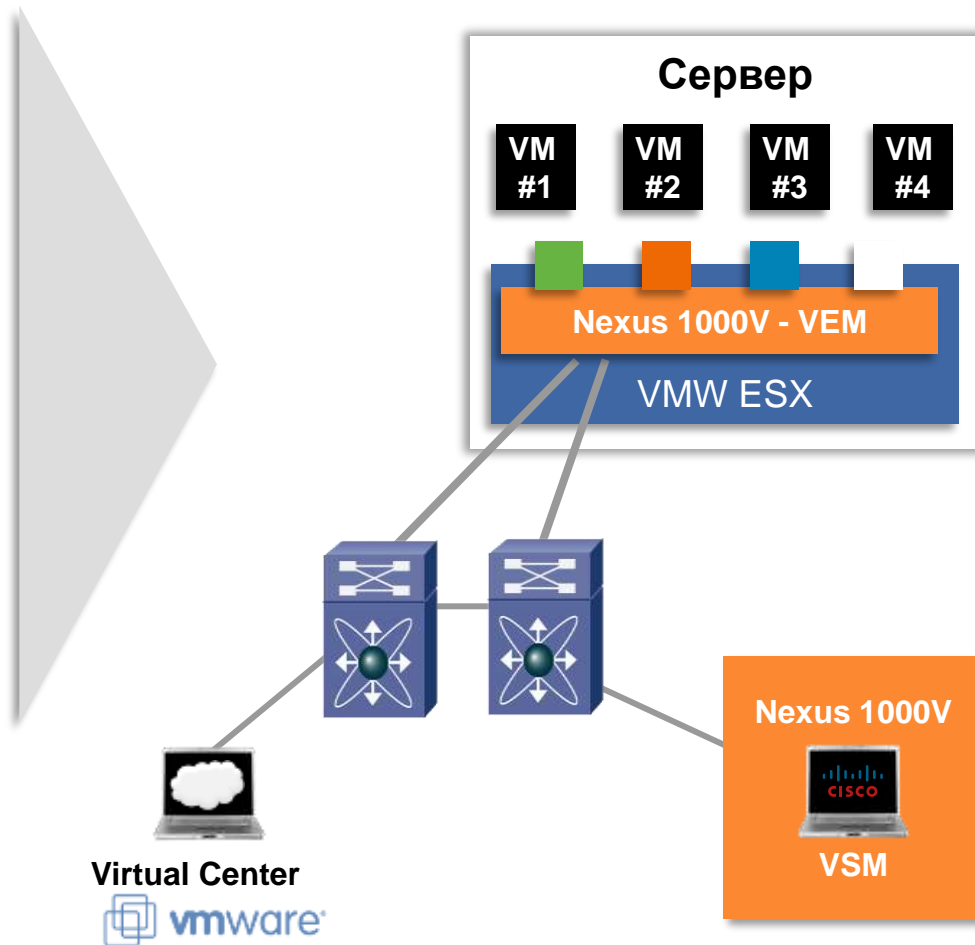 Сервер
VM #1
VM #2
VM #3
VM #4
Nexus 1000V - VEM
VMW ESX
Nexus 1000V
CISCO
VSM
Virtual Center
vmware